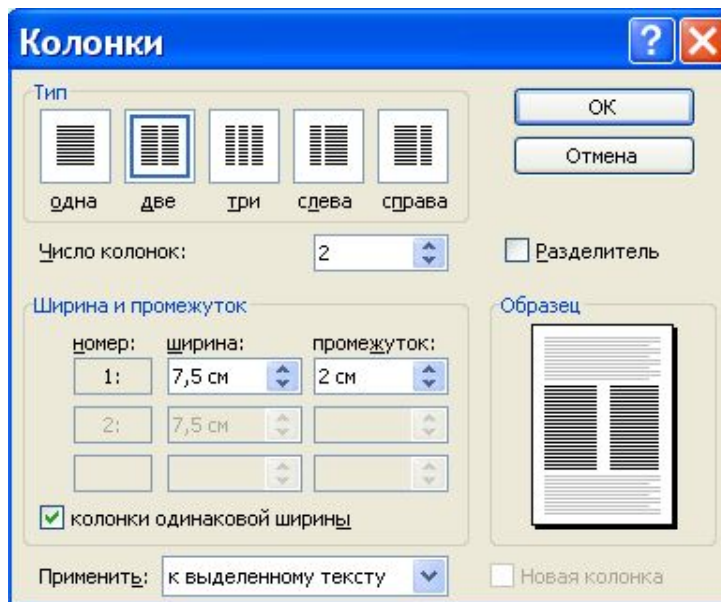 Колонки
Тип
одна две три слева справа
ОК
Отмена
Число колонок: 2
Разделитель
Ширина и промежуток
номер: ширина: промежуток:
1: 7,5 см 2 см
2: 7,5 см
колонки одинаковой ширины
Образец
Применить: к выделенному тексту
Новая колонка